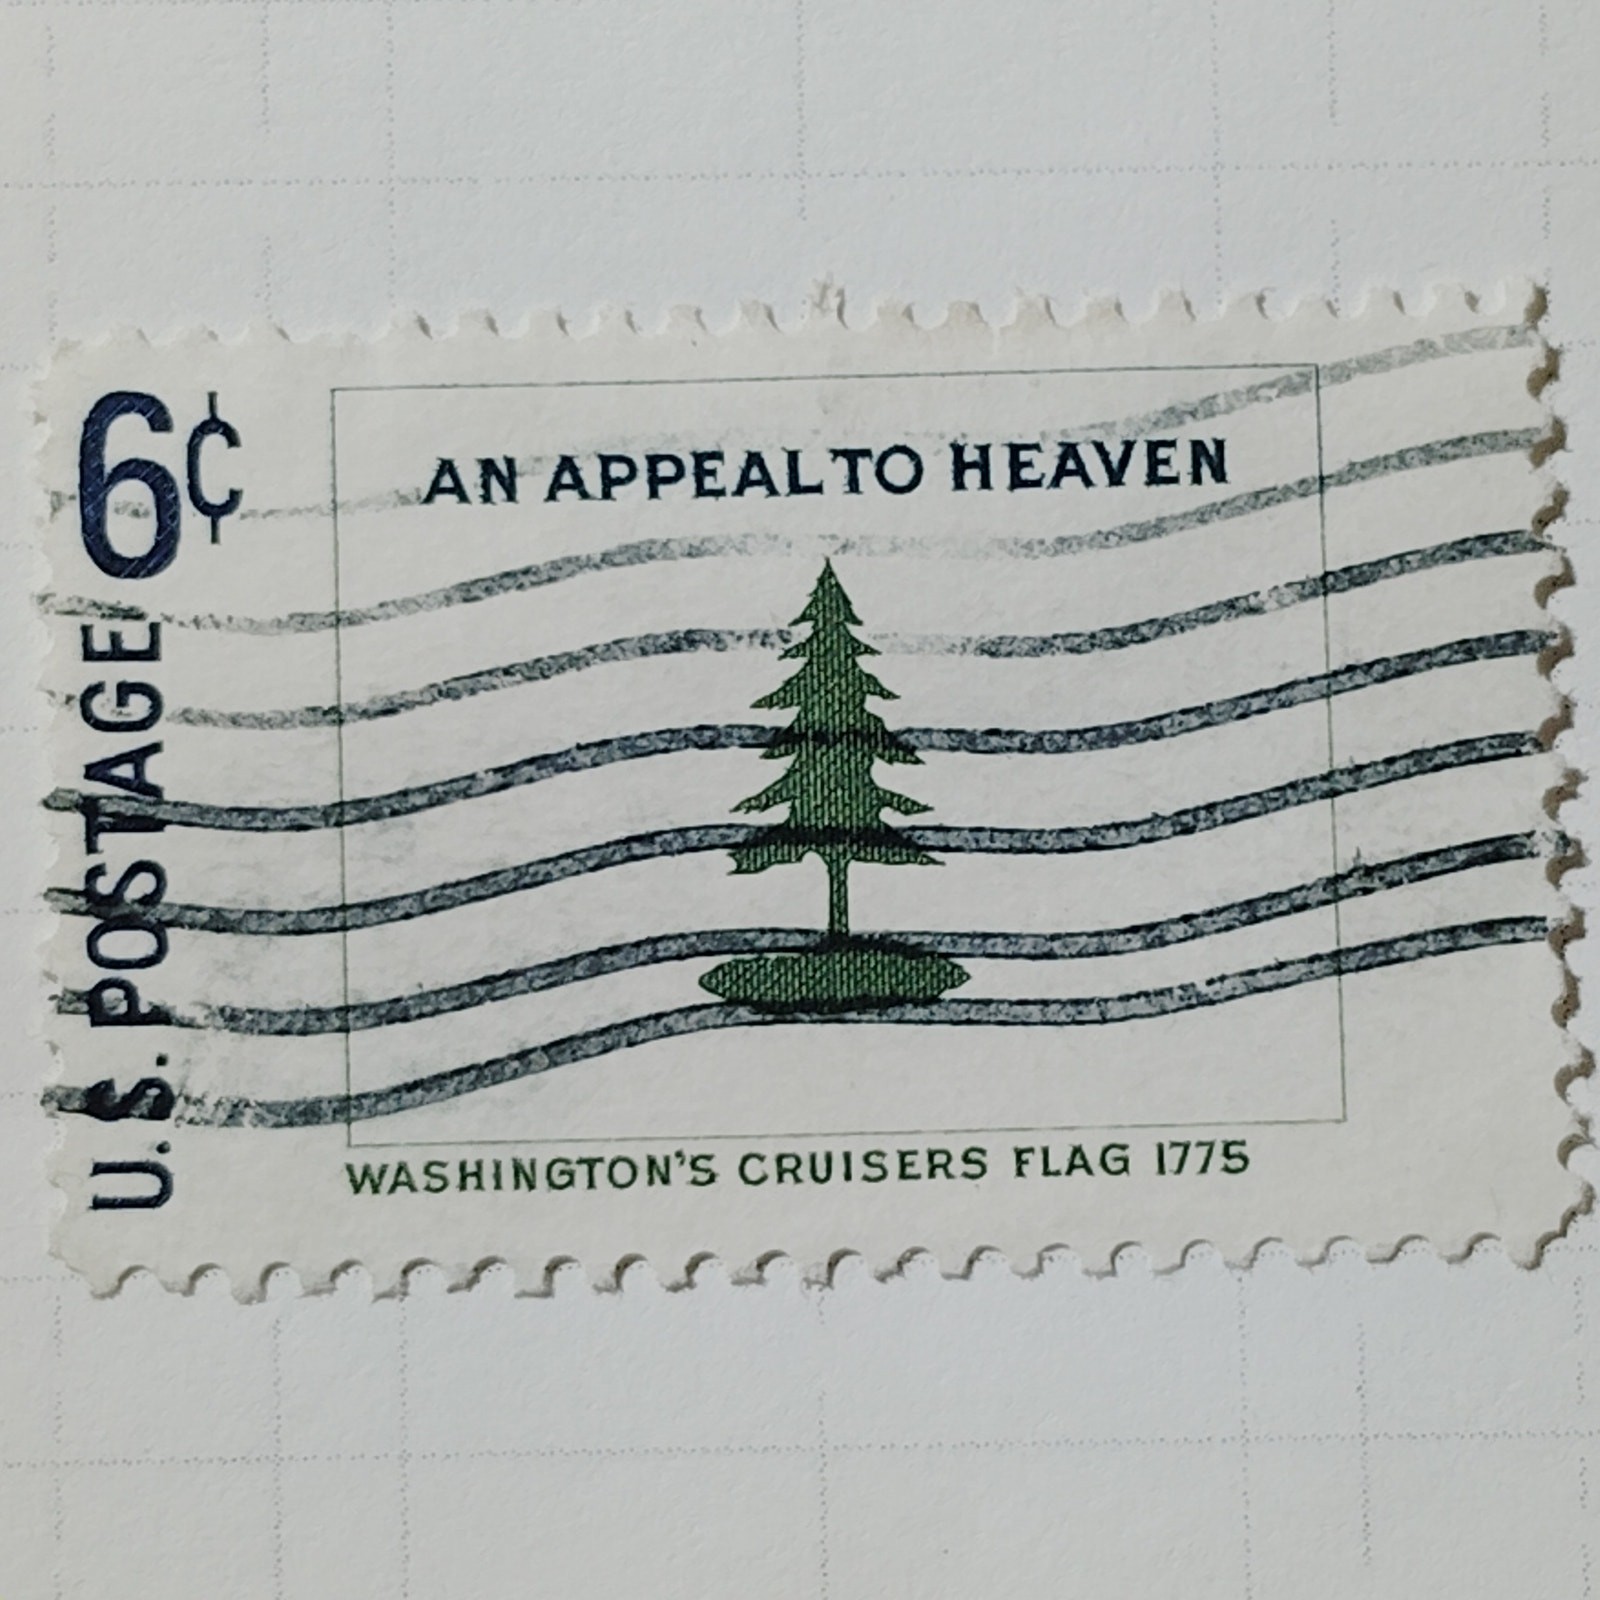 6¢
U.S. POSTAGE
AN APPEAL TO HEAVEN
WASHINGTON'S CRUISERS FLAG 1775